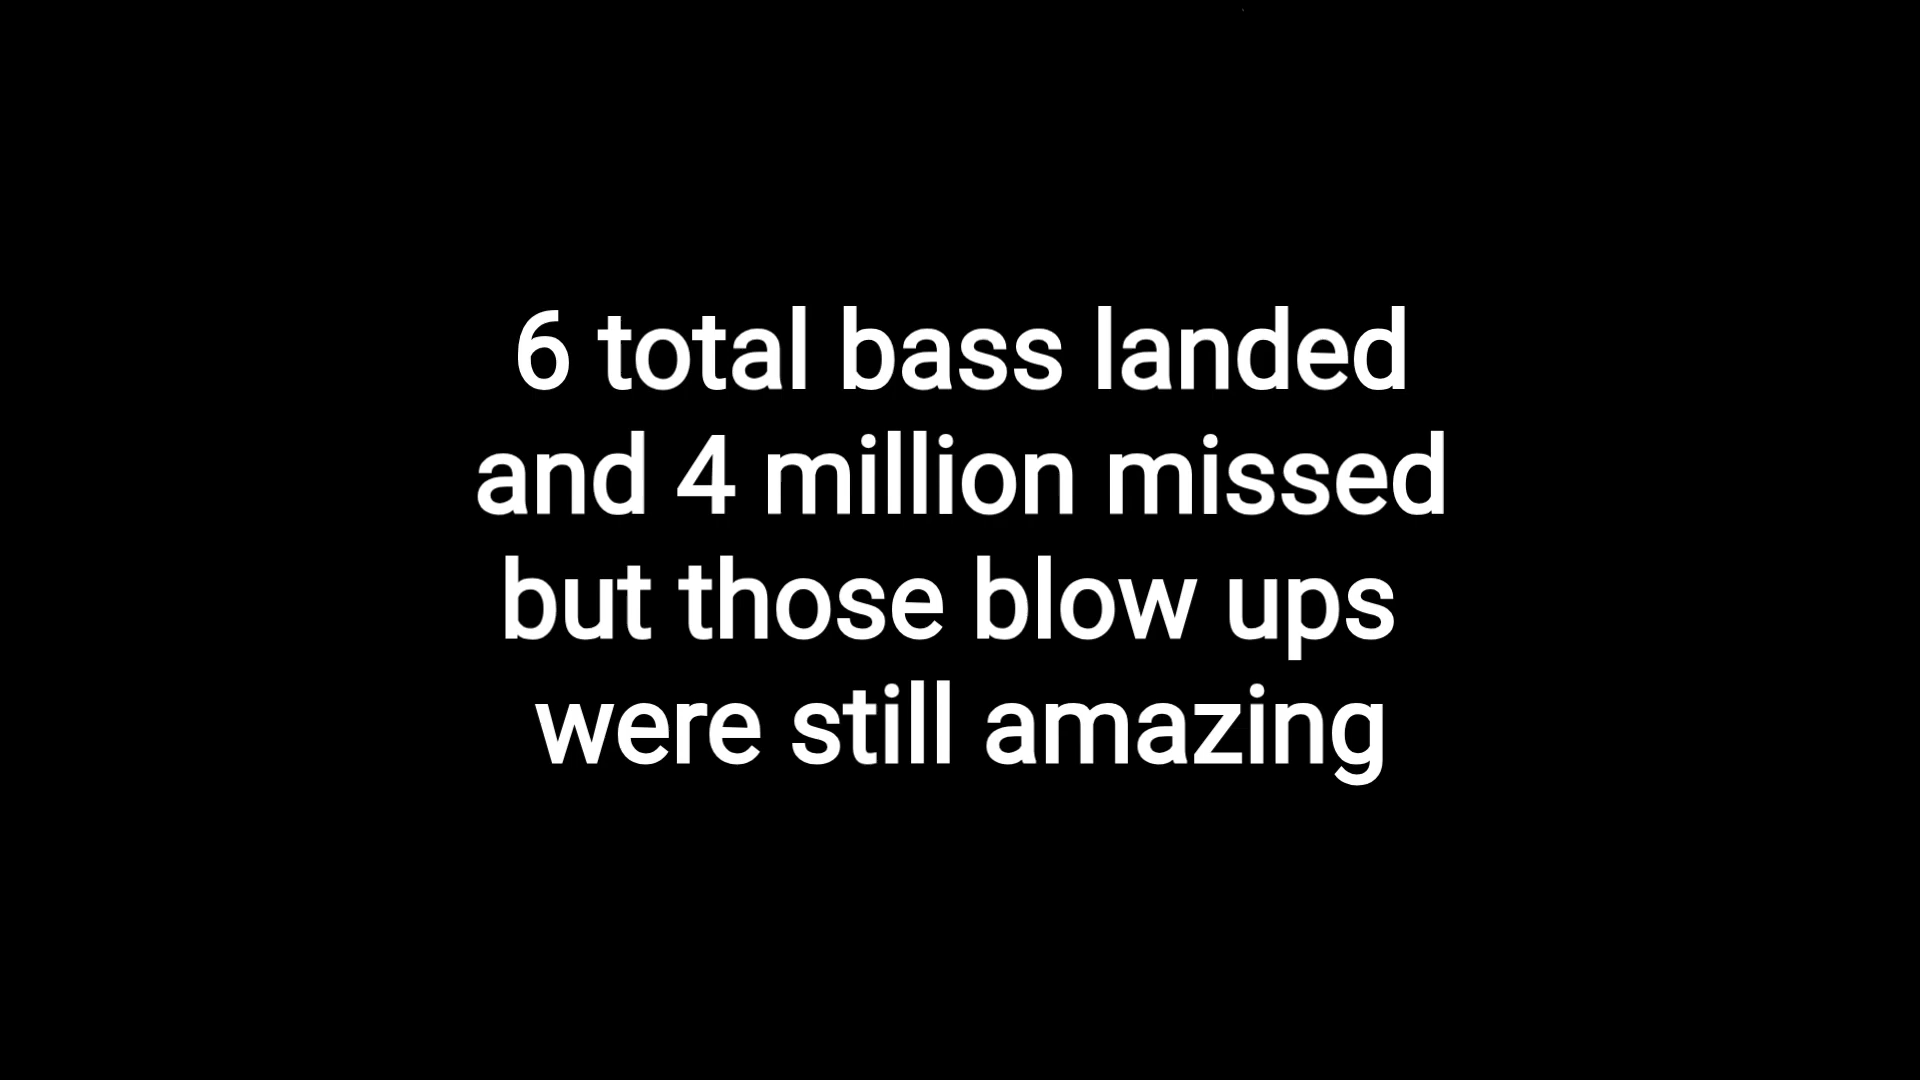 6 total bass landed
and 4 million missed
but those blow ups
were still amazing